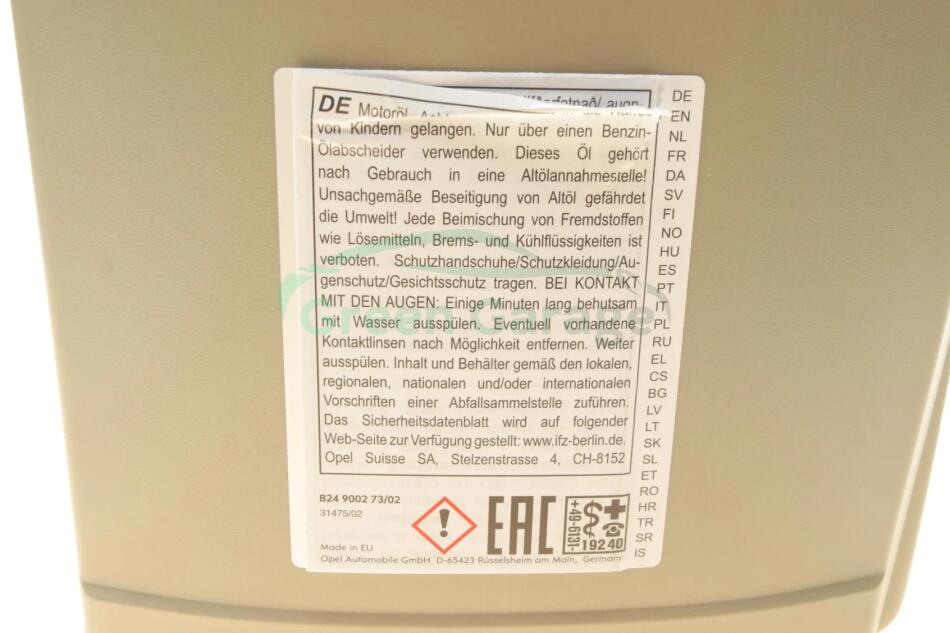 DE Motoröl
von Kindern gelangen. Nur über einen Benzin-
Ölabscheider verwenden. Dieses Öl gehört
nach Gebrauch in eine Altölannahmestelle!
Unsachgemäße Beseitigung von Altöl gefährdet
die Umwelt! Jede Beimischung von Fremdstoffen
wie Lösemitteln, Brems- und Kühlflüssigkeiten ist
verboten. Schutzhandschuhe/Schutzkleidung/Au-
genschutz/Gesichtsschutz tragen. BEI KONTAKT
MIT DEN AUGEN: Einige Minuten lang behutsam
mit Wasser ausspülen. Eventuell vorhandene
Kontaktlinsen nach Möglichkeit entfernen. Weiter
ausspülen. Inhalt und Behälter gemäß den lokalen,
regionalen, nationalen und/oder internationalen
Vorschriften einer Abfallsammelstelle zuführen.
Das Sicherheitsdatenblatt wird auf folgender
Web-Seite zur Verfügung gestellt: www.ifz-berlin.de.
Opel Suisse SA, Stelzenstrasse 4, CH-8152
DE
EN
NL
FR
DA
SV
FI
NO
HU
ES
PT
IT
PL
RU
EL
CS
BG
LV
LT
SK
SL
ET
RO
HR
TR
SR
IS
Green Garage
B24 9002 73/02
31475/02
EAC
+49-6131-
19240
Made in EU
Opel Automobile GmbH D-65423 Rüsselsheim am Main, Germany